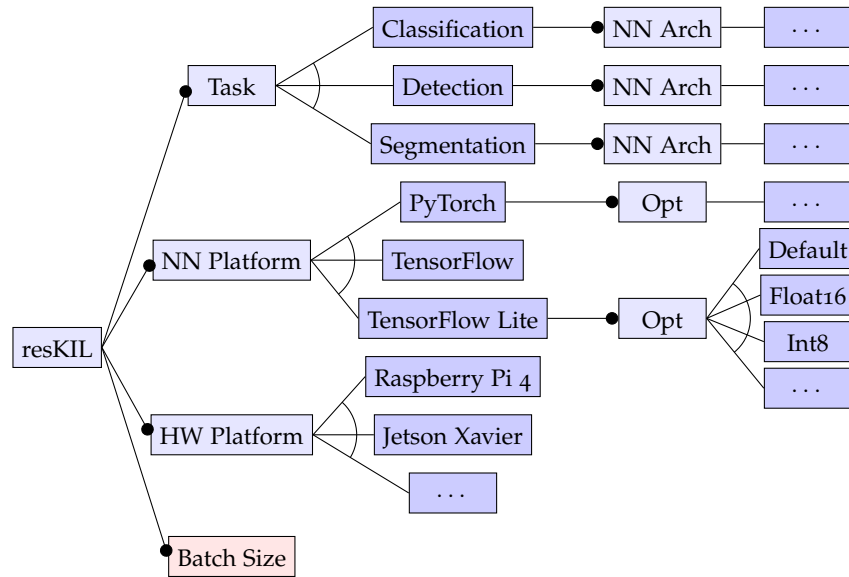 Classification NN Arch ...
Task Detection NN Arch ...
Segmentation NN Arch ...
PyTorch Opt ...
Default
NN Platform TensorFlow
Float16
TensorFlow Lite Opt
Int8
resKIL
Raspberry Pi 4 ...
HW Platform Jetson Xavier
...
Batch Size